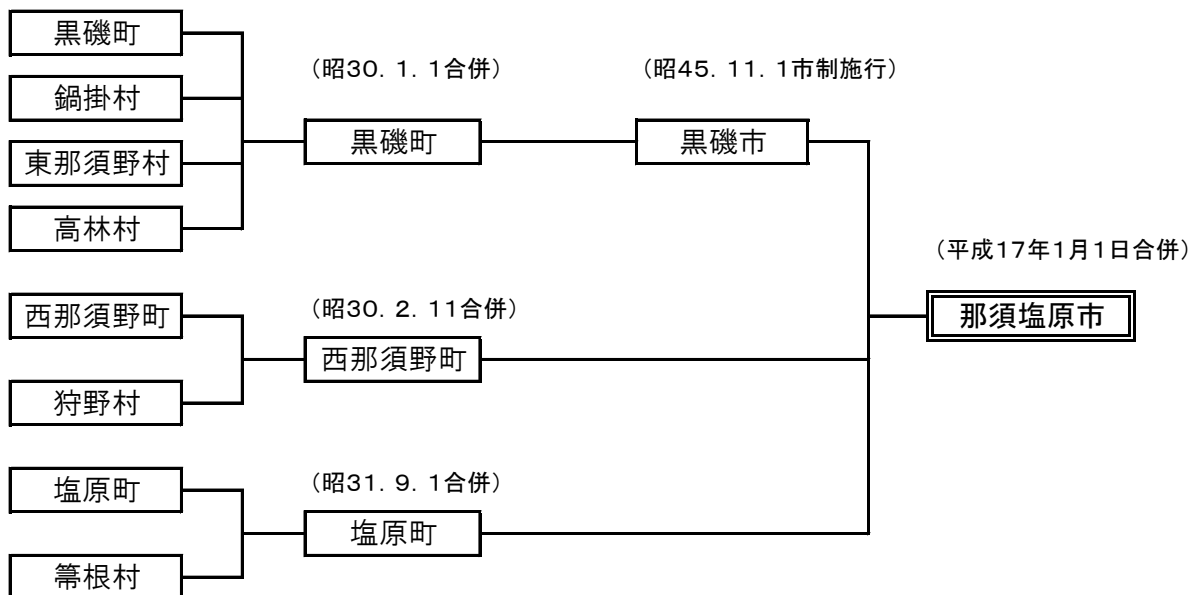 黒磯町
鍋掛村
東那須野村
高林村
(昭30．1．1合併)
黒磯町
(昭45．11．1市制施行)
黒磯市
西那須野町
狩野村
(昭30．2．11合併)
西那須野町
塩原町
箒根村
(昭31．9．1合併)
塩原町
(平成17年1月1日合併)
那須塩原市